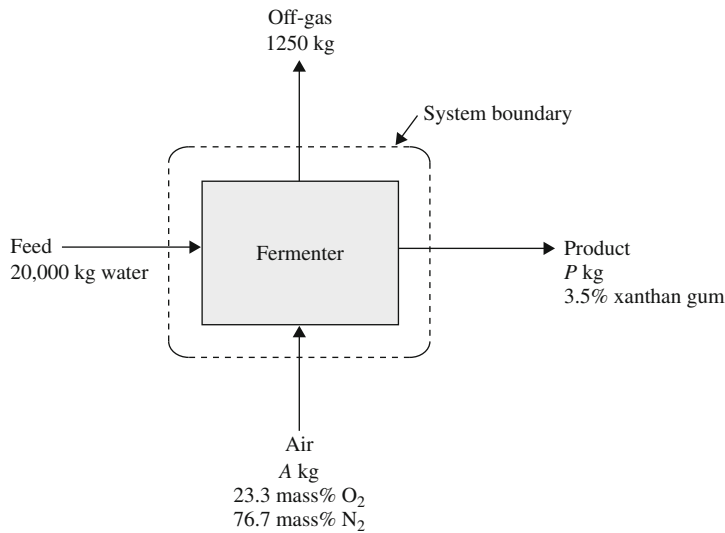 Off-gas
1250 kg
System boundary
Feed
20,000 kg water
Fermenter
Product
P kg
3.5% xanthan gum
Air
A kg
23.3 mass% O₂
76.7 mass% N₂